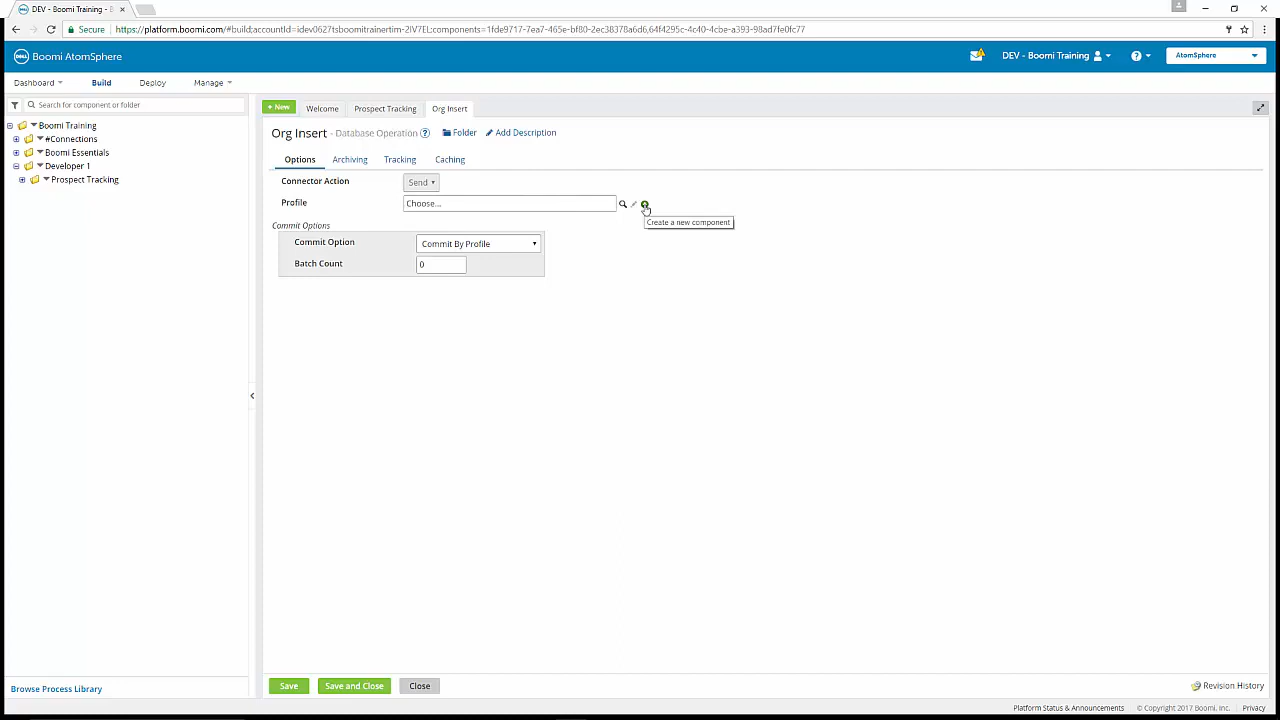 DEV - Boomi Training - B
Secure
https://platform.boomi.com/#build;accountId=idev0627tsboomitrainertim-2IV7EL;components=1fde9717-7ea7-465e-bf80-2ec38378a6d6,64f4295c-4c40-4cbe-a393-98ad7fe0fc77
Boomi AtomSphere
DEV - Boomi Training
AtomSphere
Dashboard
Build
Deploy
Manage
Search for component or folder
Boomi Training
#Connections
Boomi Essentials
Developer 1
Prospect Tracking
+ New
Welcome
Prospect Tracking
Org Insert
Org Insert - Database Operation
Folder
Add Description
Options
Archiving
Tracking
Caching
Connector Action
Send
Profile
Choose...
Create a new component
Commit Options
Commit Option
Commit By Profile
Batch Count
0
Browse Process Library
Save
Save and Close
Close
Revision History
Platform Status & Announcements
© Copyright 2017 Boomi, Inc.
Privacy